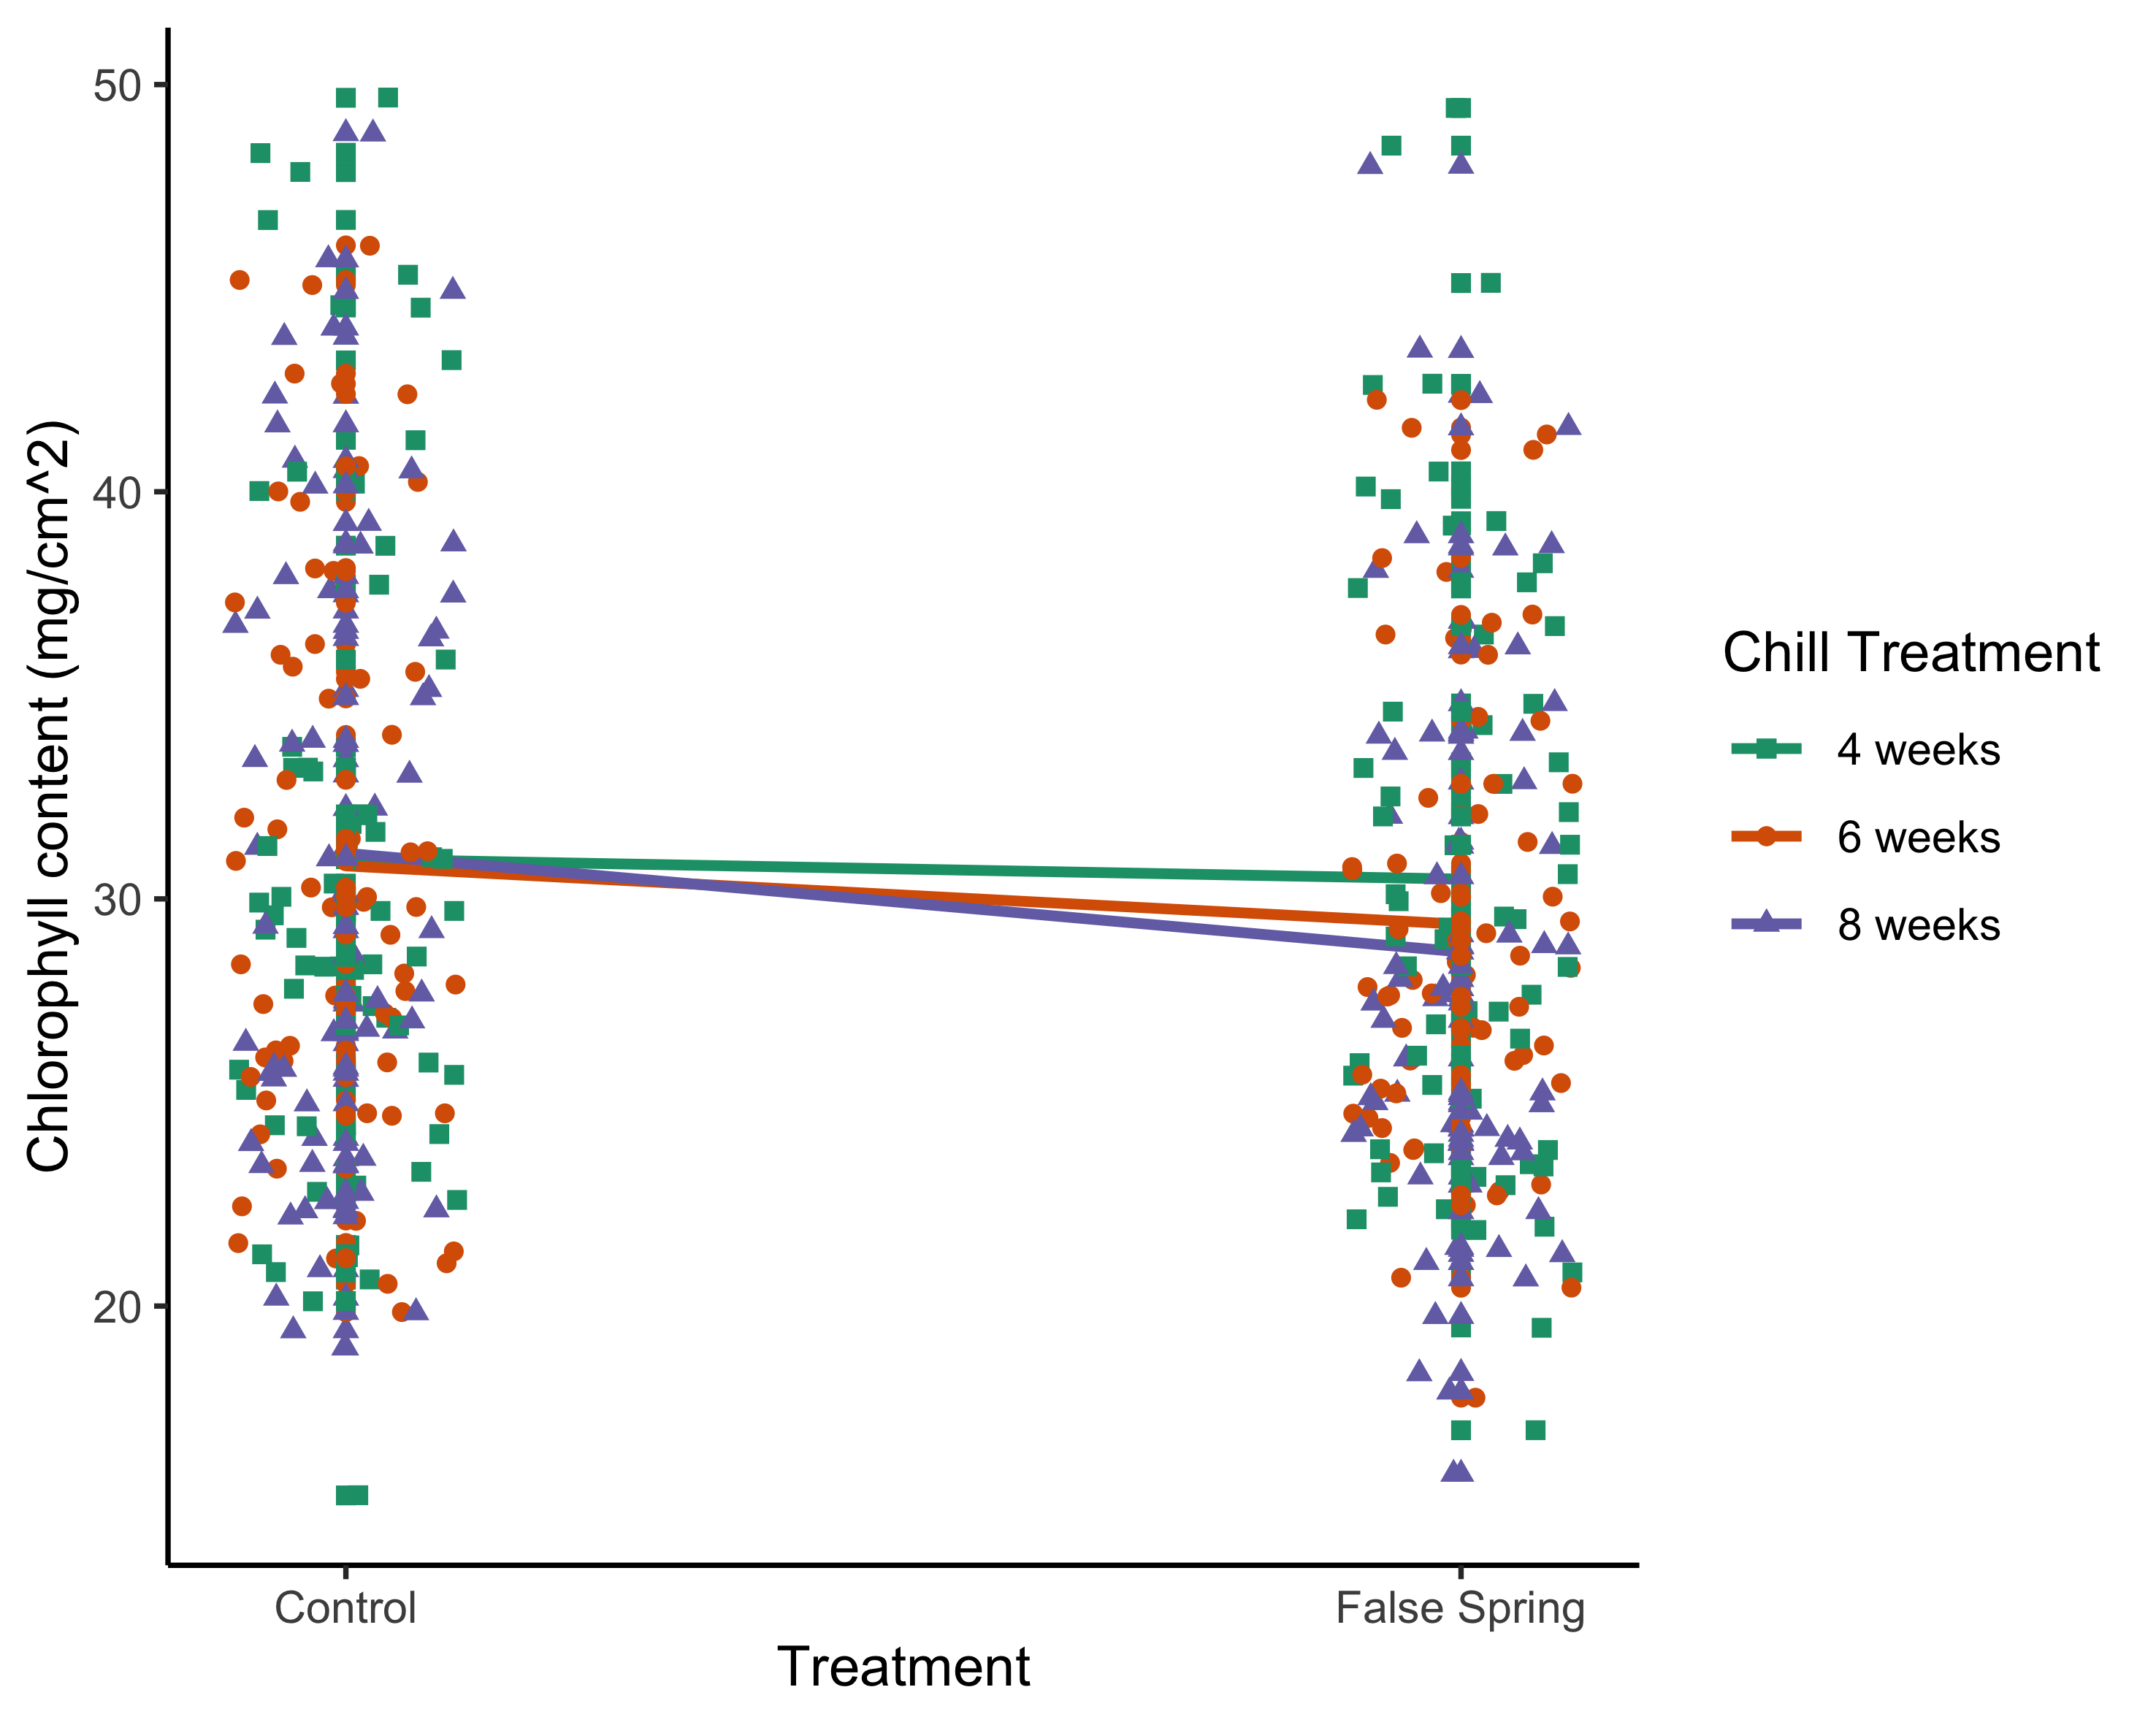 50
40
30
20
Chlorophyll content (mg/cm^2)
Control
False Spring
Treatment
Chill Treatment
4 weeks
6 weeks
8 weeks